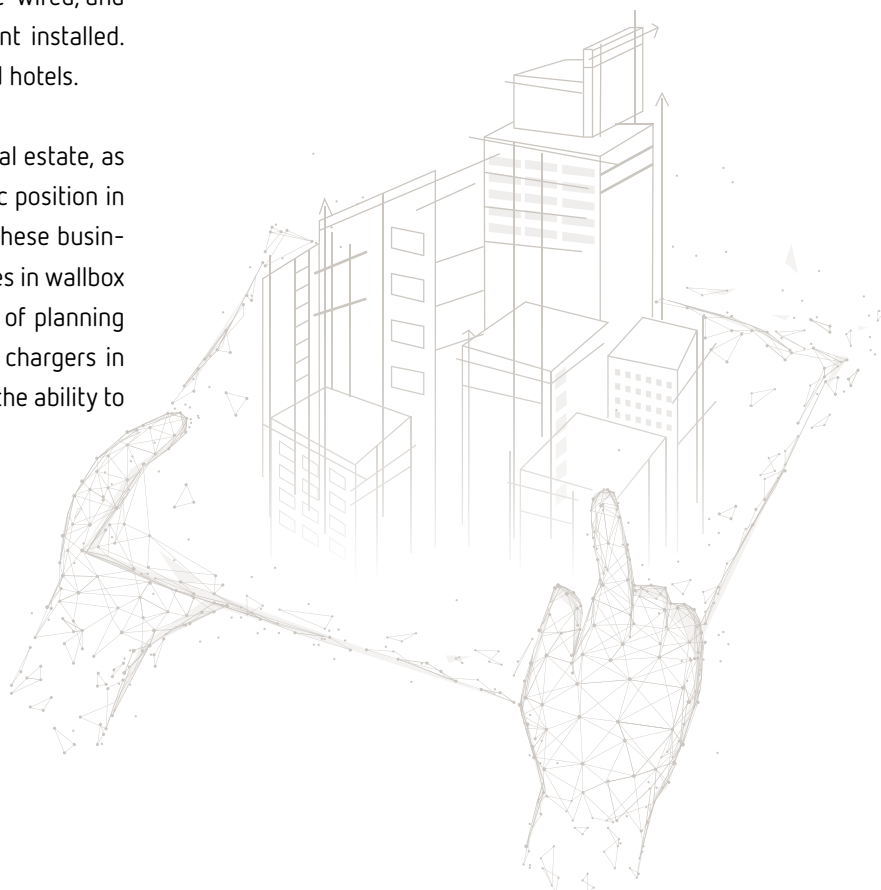 wired, and
nt installed.
hotels.
al estate, as
c position in
hese busin-
es in wallbox
of planning
chargers in
the ability to